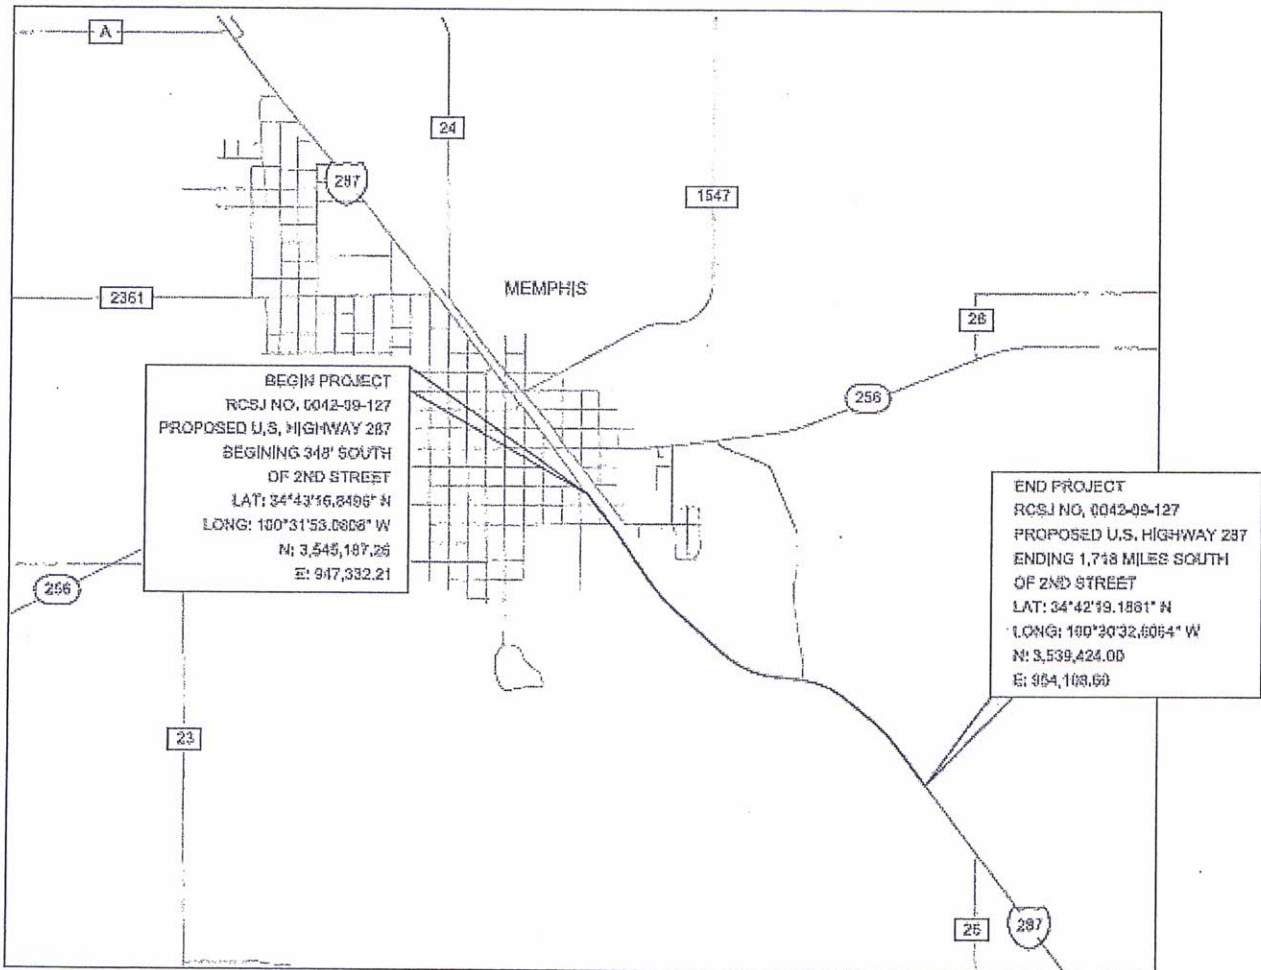 A
24
287
1547
2361
MEMPHIS
28
256
BEGIN PROJECT
RCSJ NO. 0042-09-127
PROPOSED U.S. HIGHWAY 287
BEGINING 348' SOUTH
OF 2ND STREET
LAT: 34°43'16.8496" N
LONG: 100°31'53.0808" W
N: 3,545,187.26
E: 947,332.21
END PROJECT
RCSJ NO. 0042-09-127
PROPOSED U.S. HIGHWAY 287
ENDING 1.718 MILES SOUTH
OF 2ND STREET
LAT: 34°42'19.1881" N
LONG: 100°30'32.6064" W
N: 3,539,424.00
E: 954,108.60
256
L
23
26
287